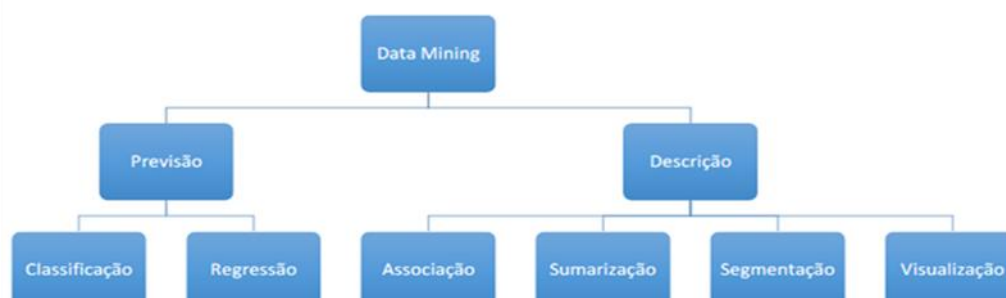 Data Mining
Previsão
Descrição
Classificação
Regressão
Associação
Sumarização
Segmentação
Visualização